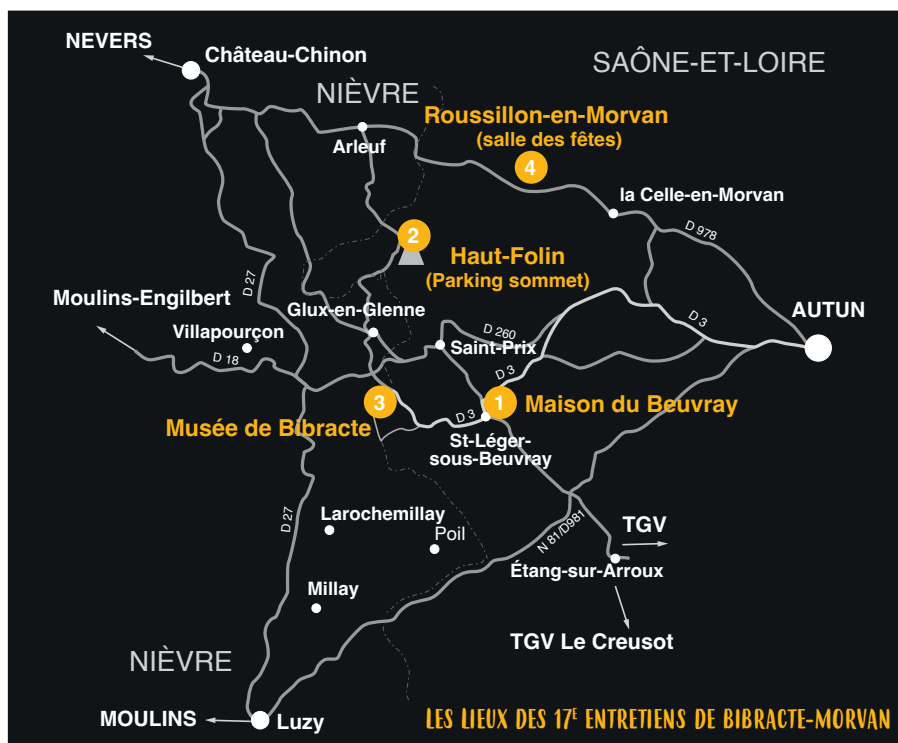 NEVERS
Château-Chinon
SAÔNE-ET-LOIRE
NIÈVRE
Roussillon-en-Morvan
(salle des fêtes)
Arleuf
4
la Celle-en-Morvan
D 978
2
Haut-Folin
(Parking sommet)
D 27
Moulins-Engilbert
Glux-en-Glenne
AUTUN
Villapourçon
D 260
D 3
Saint-Prix
D 18
D 3
3
1
Maison du Beuvray
Musée de Bibracte
D 3
St-Léger-
sous-Beuvray
D 27
Larochemillay
Poil
N 81/D981
TGV
Étang-sur-Arroux
Millay
TGV Le Creusot
NIÈVRE
MOULINS
Luzy
LES LIEUX DES 17E ENTRETIENS DE BIBRACTE-MORVAN